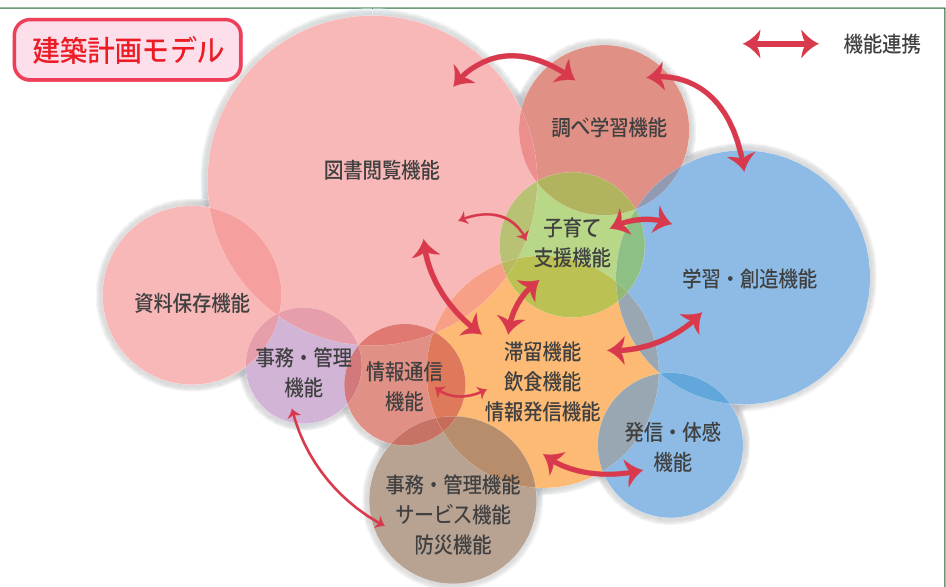 建築計画モデル
機能連携
調べ学習機能
図書閲覧機能
子育て
支援機能
学習・創造機能
資料保存機能
事務・管理
機能
情報通信
機能
滞留機能
飲食機能
情報発信機能
発信・体感
機能
事務・管理機能
サービス機能
防災機能